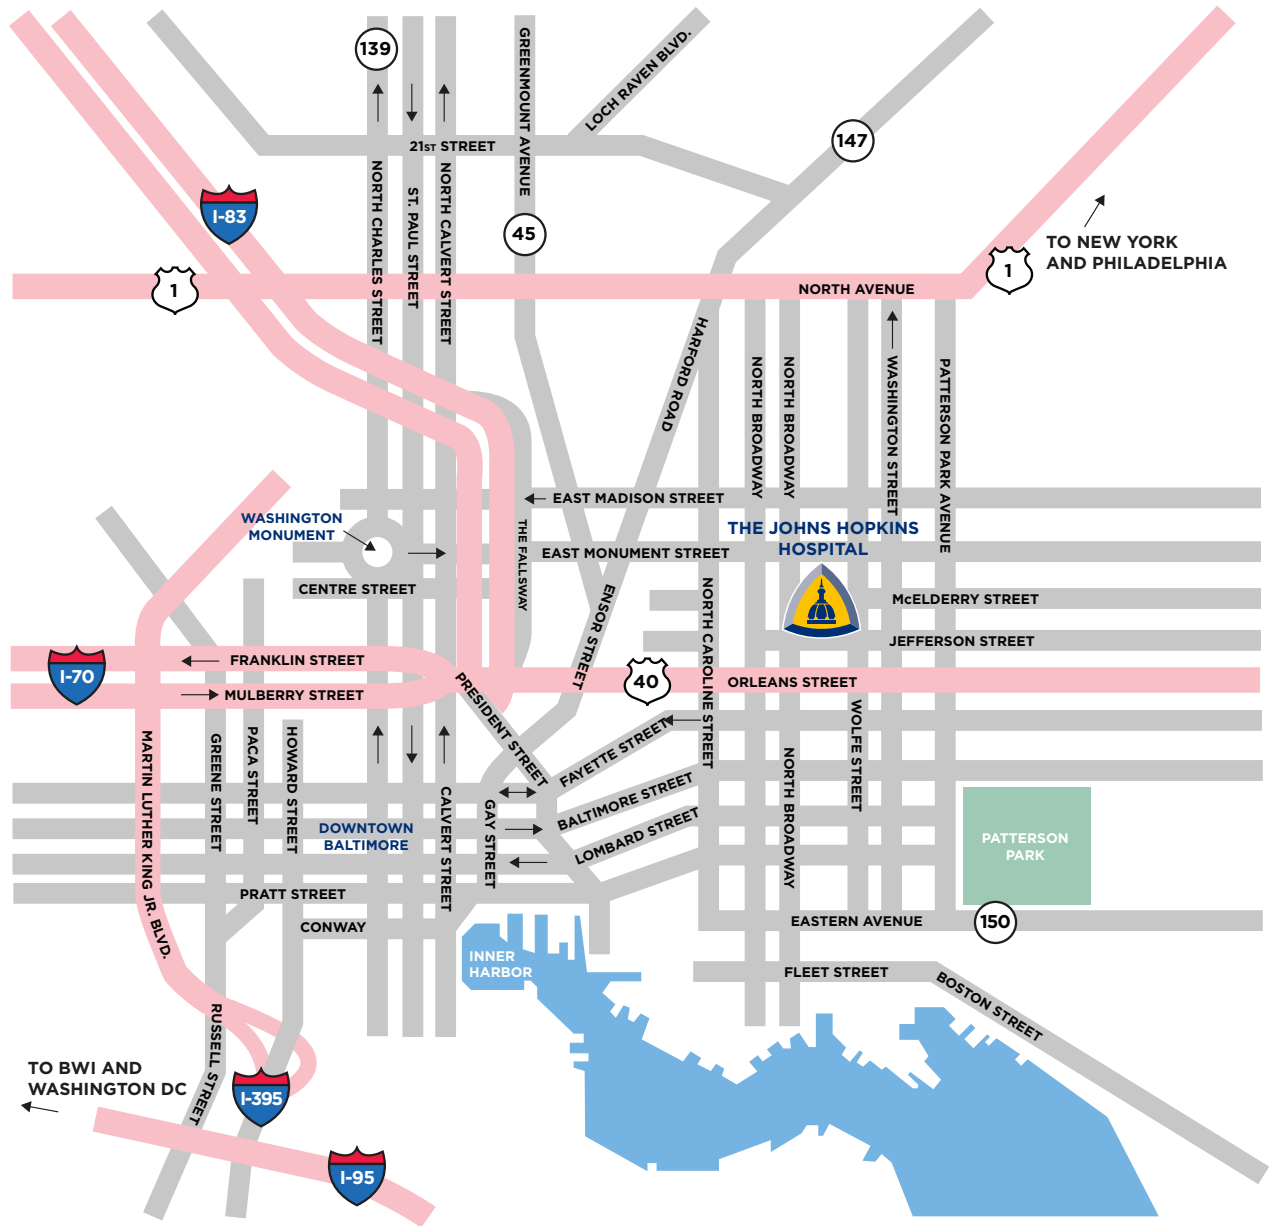 139
GREENMOUNT AVENUE
LOCH RAVEN BLVD.
147
21ST STREET
NORTH CHARLES STREET
ST. PAUL STREET
NORTH CALVERT STREET
I-83
45
TO NEW YORK
AND PHILADELPHIA
1
1
NORTH AVENUE
HARFORD ROAD
NORTH BROADWAY
NORTH BROADWAY
WASHINGTON STREET
PATTERSON PARK AVENUE
EAST MADISON STREET
WASHINGTON
MONUMENT
THE FALLSWAY
THE JOHNS HOPKINS
HOSPITAL
EAST MONUMENT STREET
CENTRE STREET
ENSOR STREET
NORTH CAROLINE STREET
McELDERRY STREET
JEFFERSON STREET
FRANKLIN STREET
I-70
MULBERRY STREET
40
ORLEANS STREET
PRESIDENT STREET
FAYETTE STREET
WOLFE STREET
MARTIN LUTHER KING JR. BLVD.
GREENE STREET
PACA STREET
HOWARD STREET
CALVERT STREET
GAY STREET
BALTIMORE STREET
LOMBARD STREET
NORTH BROADWAY
DOWNTOWN
BALTIMORE
PATTERSON
PARK
PRATT STREET
CONWAY
EASTERN AVENUE
150
INNER
HARBOR
FLEET STREET
BOSTON STREET
RUSSELL STREET
TO BWI AND
WASHINGTON DC
I-395
I-95